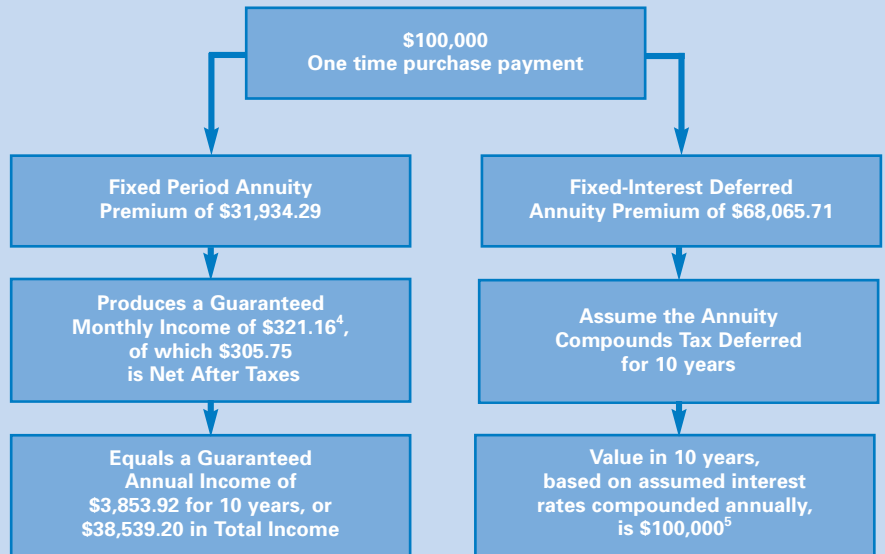 $100,000
One time purchase payment
Fixed Period Annuity
Premium of $31,934.29
Fixed-Interest Deferred
Annuity Premium of $68,065.71
Produces a Guaranteed
Monthly Income of $321.16⁴,
of which $305.75
is Net After Taxes
Assume the Annuity
Compounds Tax Deferred
for 10 years
Equals a Guaranteed
Annual Income of
$3,853.92 for 10 years, or
$38,539.20 in Total Income
Value in 10 years,
based on assumed interest
rates compounded annually,
is $100,000⁵